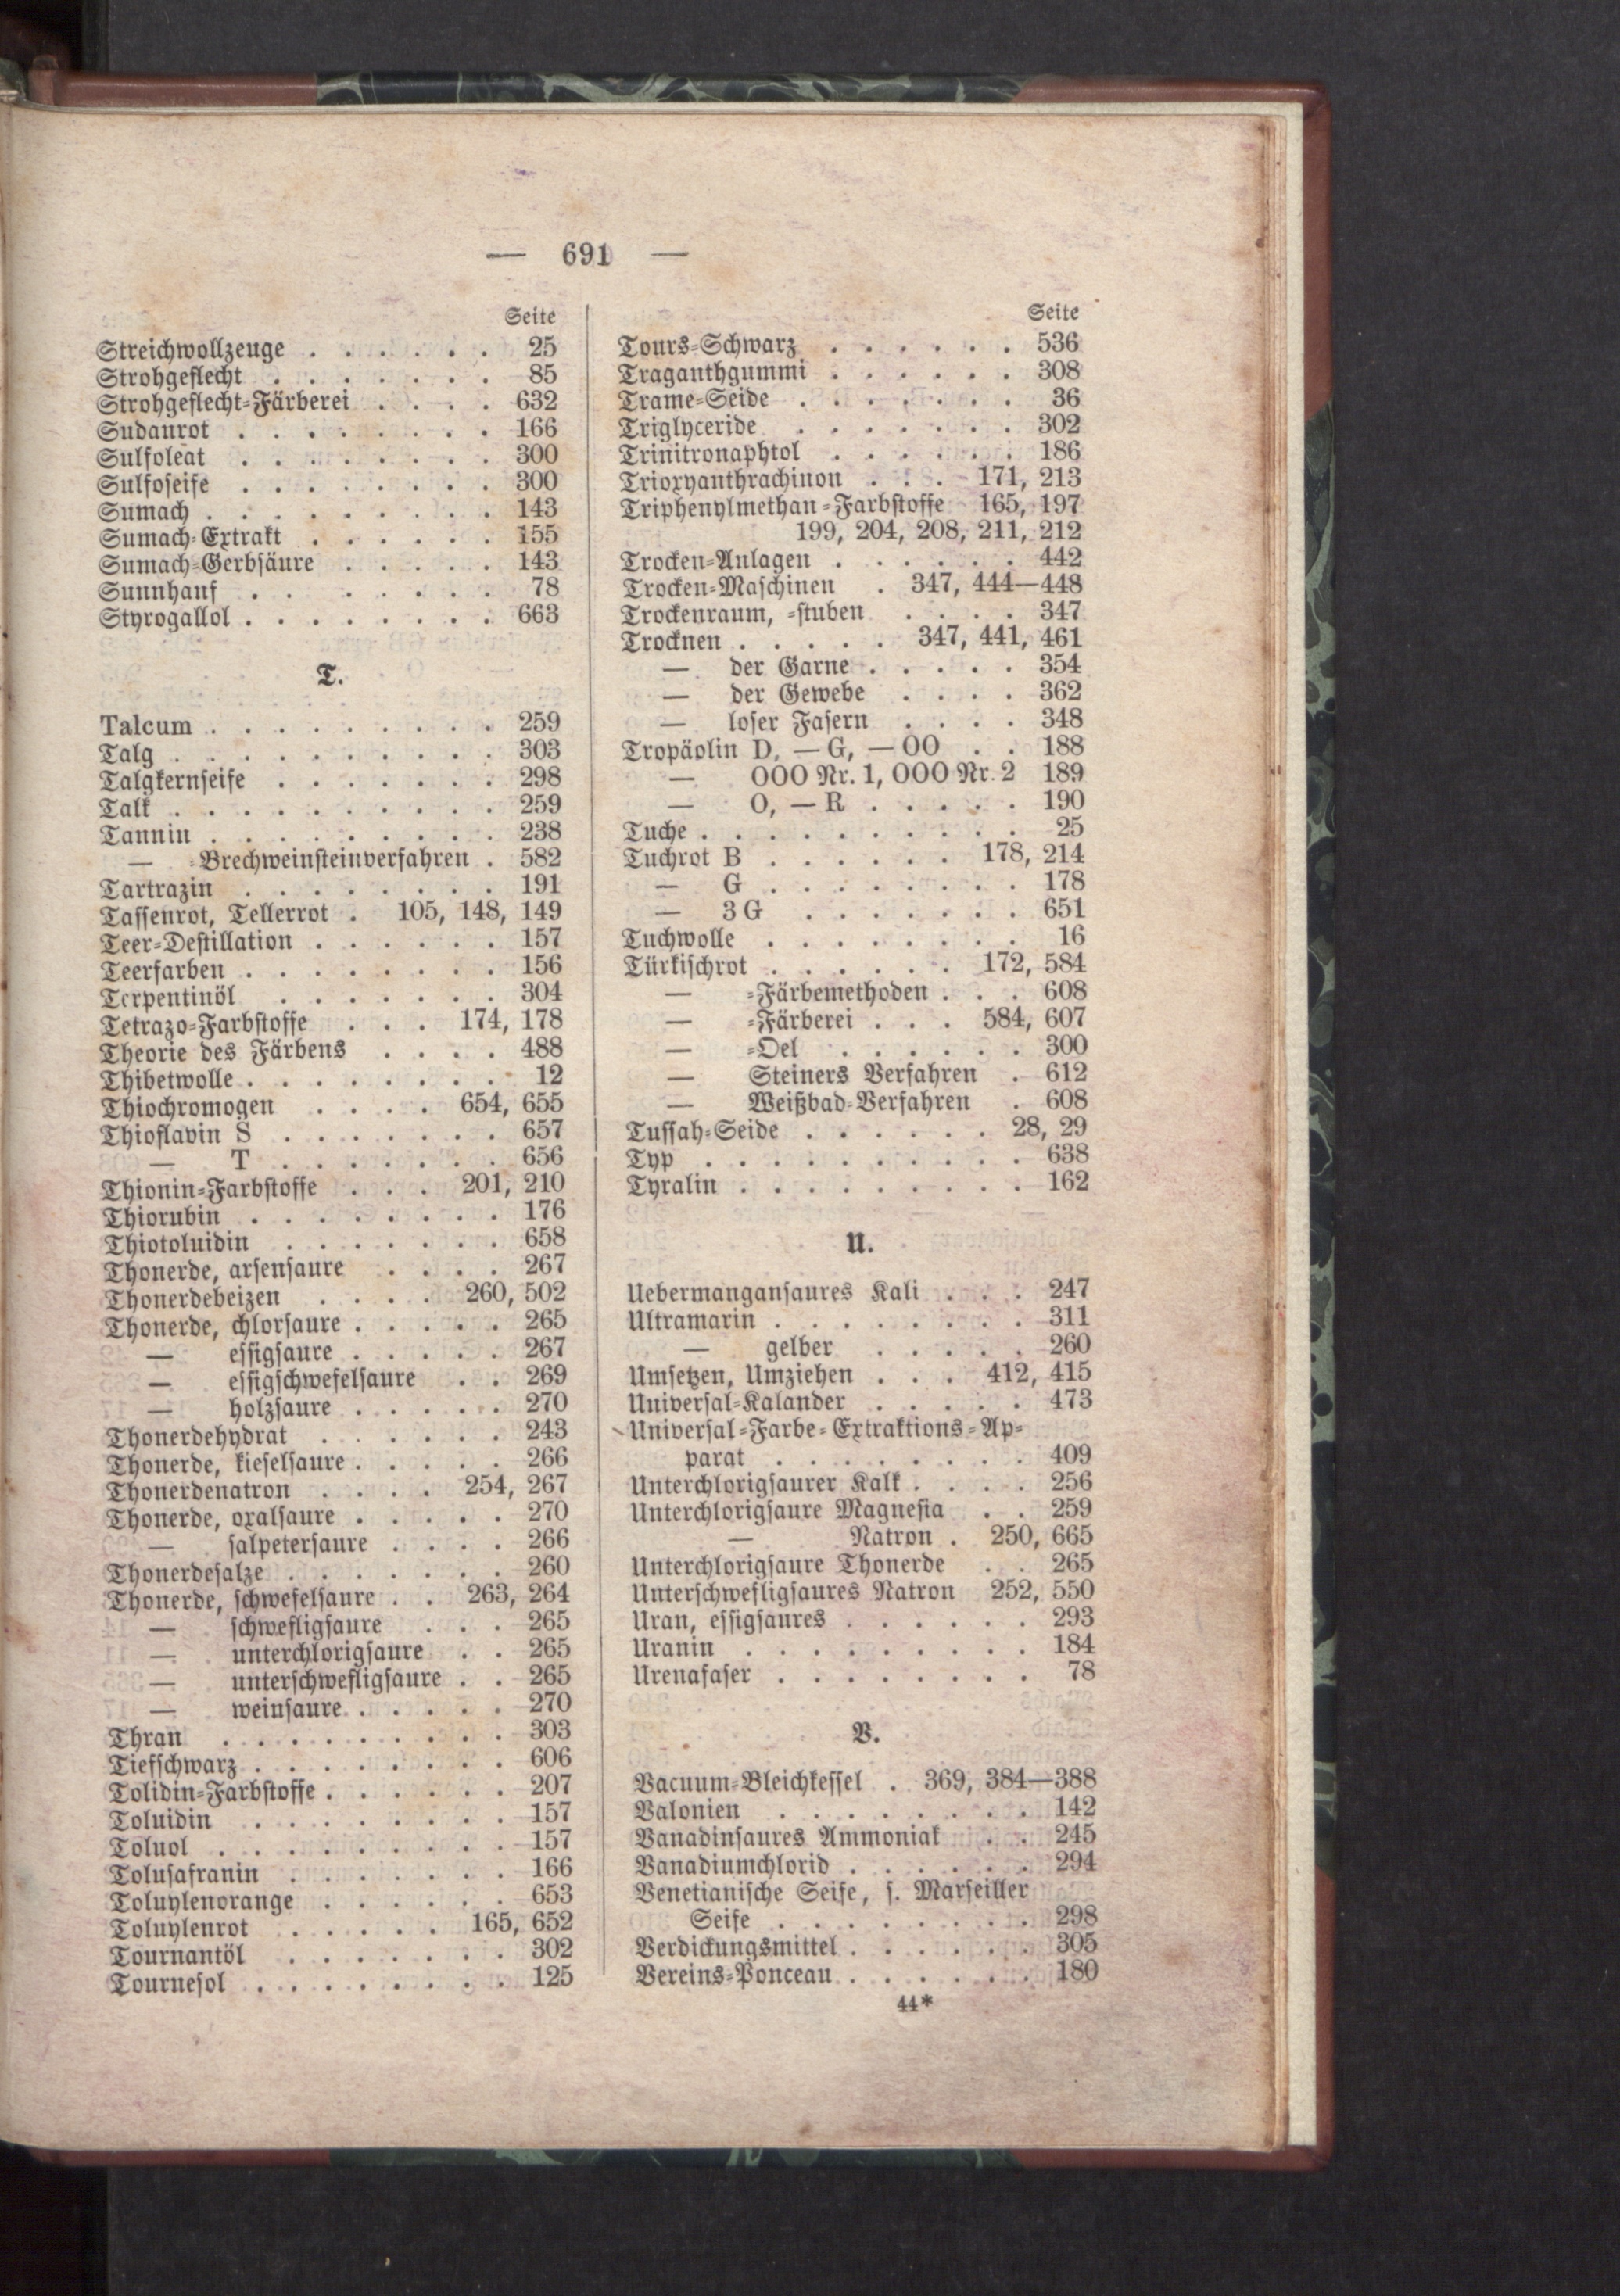 — 691 —
Seite
Streichwollzeuge . . . . . . 25
Strohgeflecht . . . . . . . 85
Strohgeflecht-Färberei . . . . 632
Sudanrot . . . . . . . . 166
Sulfoleat . . . . . . . . 300
Sulfoseife . . . . . . . . 300
Sumach . . . . . . . . . 143
Sumach-Extrakt . . . . . . 155
Sumach-Gerbsäure . . . . . 143
Sunnhanf . . . . . . . . 78
Styrogallol . . . . . . . . 663
T.
Talcum . . . . . . . . . 259
Talg . . . . . . . . . . 303
Talgkernseife . . . . . . . 298
Talk . . . . . . . . . . 259
Tannin . . . . . . . . . 238
— -Brechweinsteinverfahren . 582
Tartrazin . . . . . . . . 191
Tassenrot, Tellerrot . 105, 148, 149
Teer-Destillation . . . . . . 157
Teerfarben . . . . . . . . 156
Terpentinöl . . . . . . . 304
Tetrazo-Farbstoffe . . . 174, 178
Theorie des Färbens . . . . 488
Thibetwolle . . . . . . . . 12
Thiochromogen . . . . 654, 655
Thioflavin S . . . . . . . 657
— T . . . . . . . 656
Thionin-Farbstoffe . . . 201, 210
Thiorubin . . . . . . . . 176
Thiotoluidin . . . . . . . 658
Thonerde, arsensaure . . . . 267
Thonerdebeizen . . . . 260, 502
Thonerde, chlorsaure . . . . . 265
— essigsaure . . . . . 267
— essigschwefelsaure . . 269
— holzsaure . . . . . 270
Thonerdehydrat . . . . . . 243
Thonerde, kieselsaure . . . . . 266
Thonerdenatron . . . . 254, 267
Thonerde, oxalsaure . . . . . 270
— salpetersaure . . . . 266
Thonerdesalze . . . . . . . 260
Thonerde, schwefelsaure . . 263, 264
— schwefligsaure . . . 265
— unterchlorigsaure . . 265
— unterschwefligsaure . . 265
— weinsaure . . . . . 270
Thran . . . . . . . . . 303
Tiefschwarz . . . . . . . . 606
Tolidin-Farbstoffe . . . . . . 207
Toluidin . . . . . . . . 157
Toluol . . . . . . . . . 157
Tolusafranin . . . . . . . 166
Toluylenorange . . . . . . 653
Toluylenrot . . . . . 165, 652
Tournantöl . . . . . . . 302
Tournesol . . . . . . . . 125
Seite
Tours-Schwarz . . . . . . 536
Traganthgummi . . . . . . 308
Trame-Seide . . . . . . . 36
Triglyceride . . . . . . . 302
Trinitronaphtol . . . . . . 186
Trioxyanthrachinon . . . 171, 213
Triphenylmethan-Farbstoffe 165, 197
199, 204, 208, 211, 212
Trocken-Anlagen . . . . . . 442
Trocken-Maschinen . 347, 444—448
Trockenraum, -stuben . . . . 347
Trocknen . . . . . 347, 441, 461
— der Garne . . . . . 354
— der Gewebe . . . . 362
— loser Fasern . . . . 348
Tropäolin D, — G, — OO . . 188
— OOO Nr. 1, OOO Nr. 2 189
— O, — R . . . . . 190
Tuche . . . . . . . . . . 25
Tuchrot B . . . . . . 178, 214
— G . . . . . . . . 178
— 3 G . . . . . . . 651
Tuchwolle . . . . . . . . 16
Türkischrot . . . . . . 172, 584
— -Färbemethoden . . . 608
— -Färberei . . . 584, 607
— -Oel . . . . . . 300
— Steiners Verfahren . 612
— Weißbad-Verfahren . 608
Tussah-Seide . . . . . . 28, 29
Typ . . . . . . . . . . 638
Tyralin . . . . . . . . . 162
U.
Uebermangansaures Kali . . . 247
Ultramarin . . . . . . . . 311
— gelber . . . . . 260
Umsetzen, Umziehen . . . 412, 415
Universal-Kalander . . . . . 473
Universal-Farbe-Extraktions-Ap-
parat . . . . . . . . 409
Unterchlorigsaurer Kalk . . . . 256
Unterchlorigsaure Magnesia . . 259
— Natron . 250, 665
Unterchlorigsaure Thonerde . . 265
Unterschwefligsaures Natron 252, 550
Uran, essigsaures . . . . . . 293
Uranin . . . . . . . . . 184
Urenafaser . . . . . . . . 78
V.
Vacuum-Bleichkessel . 369, 384—388
Valonien . . . . . . . . 142
Vanadinsaures Ammoniak . . 245
Vanadiumchlorid . . . . . . 294
Venetianische Seife, s. Marseiller
Seife . . . . . . . . 298
Verdickungsmittel . . . . . . 305
Vereins-Ponceau . . . . . . 180
44*